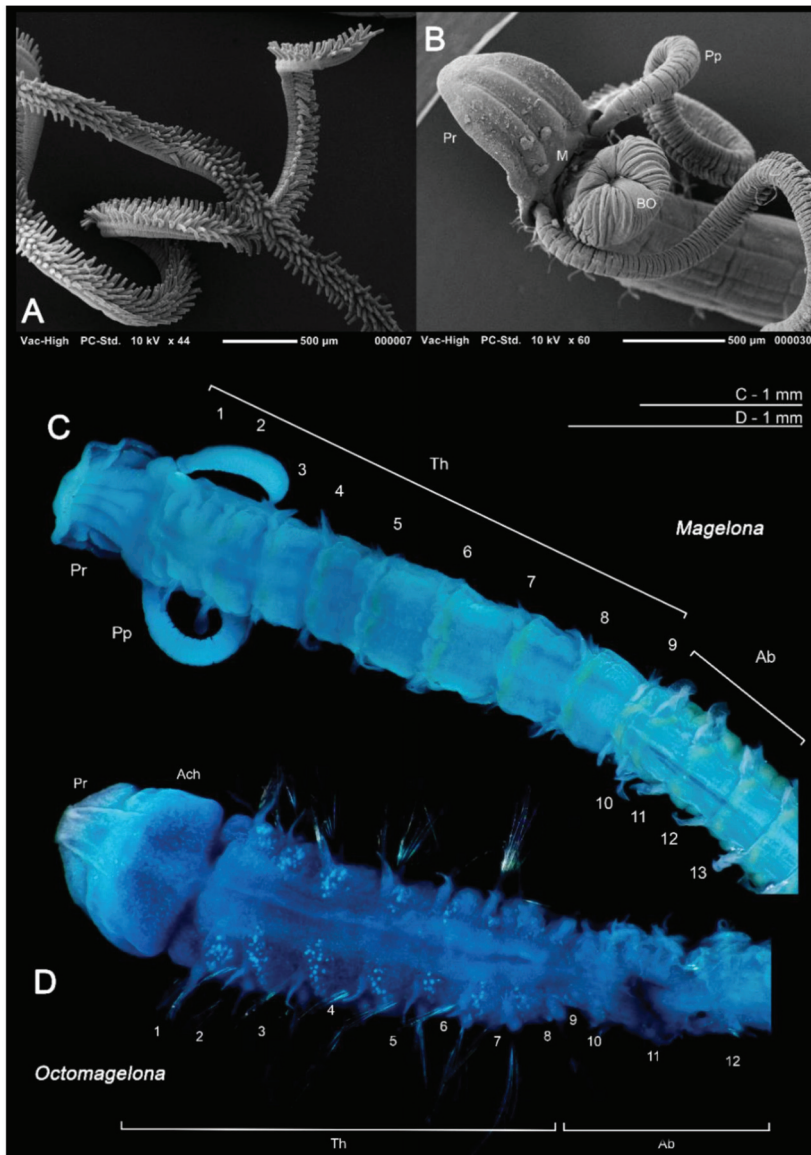 A
Vac-High PC-Std. 10 kV x 44 500 µm 000007
B
Pp
Pr
M
BO
Vac-High PC-Std. 10 kV x 60 500 µm 000030
C - 1 mm
D - 1 mm
C
1
2
3
4
5
6
7
8
9
Th
Magelona
Ab
Pr
Pp
10
11
12
13
Pr
Ach
D
1
2
3
4
5
6
7
8
9
10
11
12
Octomagelona
Th
Ab